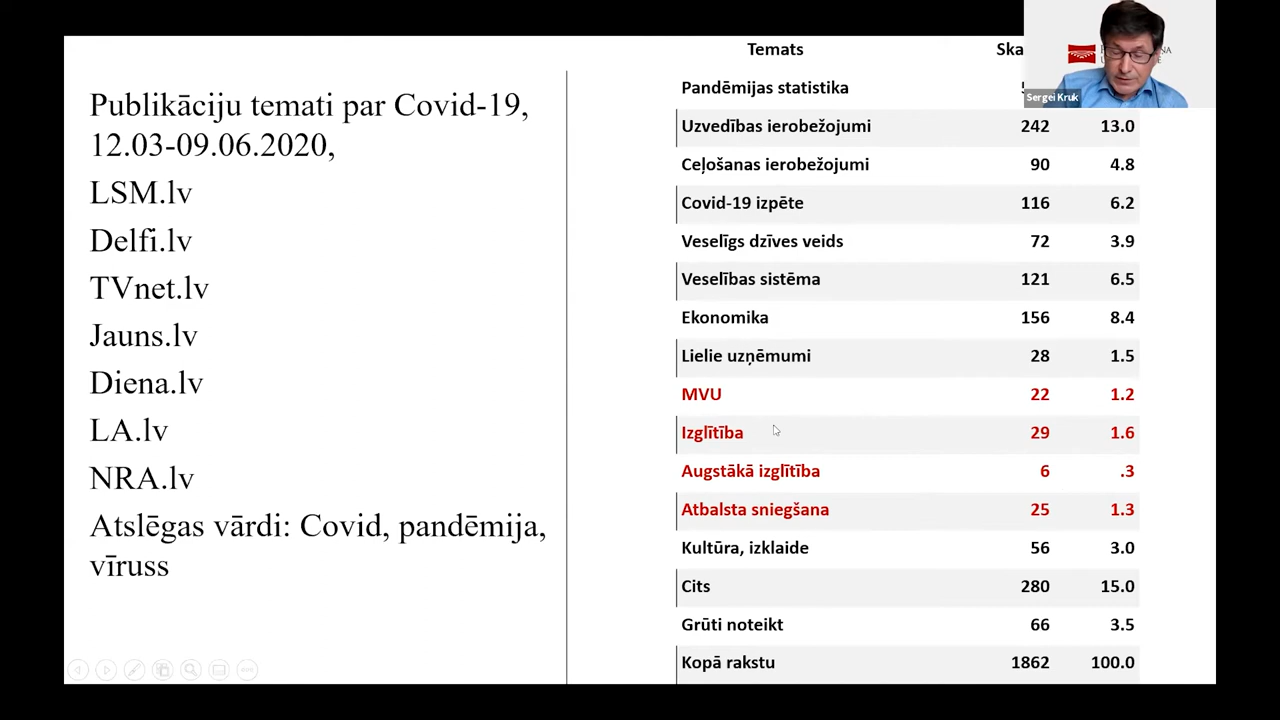 Publikāciju temati par Covid-19,
12.03-09.06.2020,
LSM.lv
Delfi.lv
TVnet.lv
Jauns.lv
Diena.lv
LA.lv
NRA.lv
Atslēgas vārdi: Covid, pandēmija,
vīruss
Temats
Pandēmijas statistika
Uzvedības ierobežojumi 242 13.0
Ceļošanas ierobežojumi 90 4.8
Covid-19 izpēte 116 6.2
Veselīgs dzīves veids 72 3.9
Veselības sistēma 121 6.5
Ekonomika 156 8.4
Lielie uzņēmumi 28 1.5
MVU 22 1.2
Izglītība 29 1.6
Augstākā izglītība 6 .3
Atbalsta sniegšana 25 1.3
Kultūra, izklaide 56 3.0
Cits 280 15.0
Grūti noteikt 66 3.5
Kopā rakstu 1862 100.0
Sergei Kruk